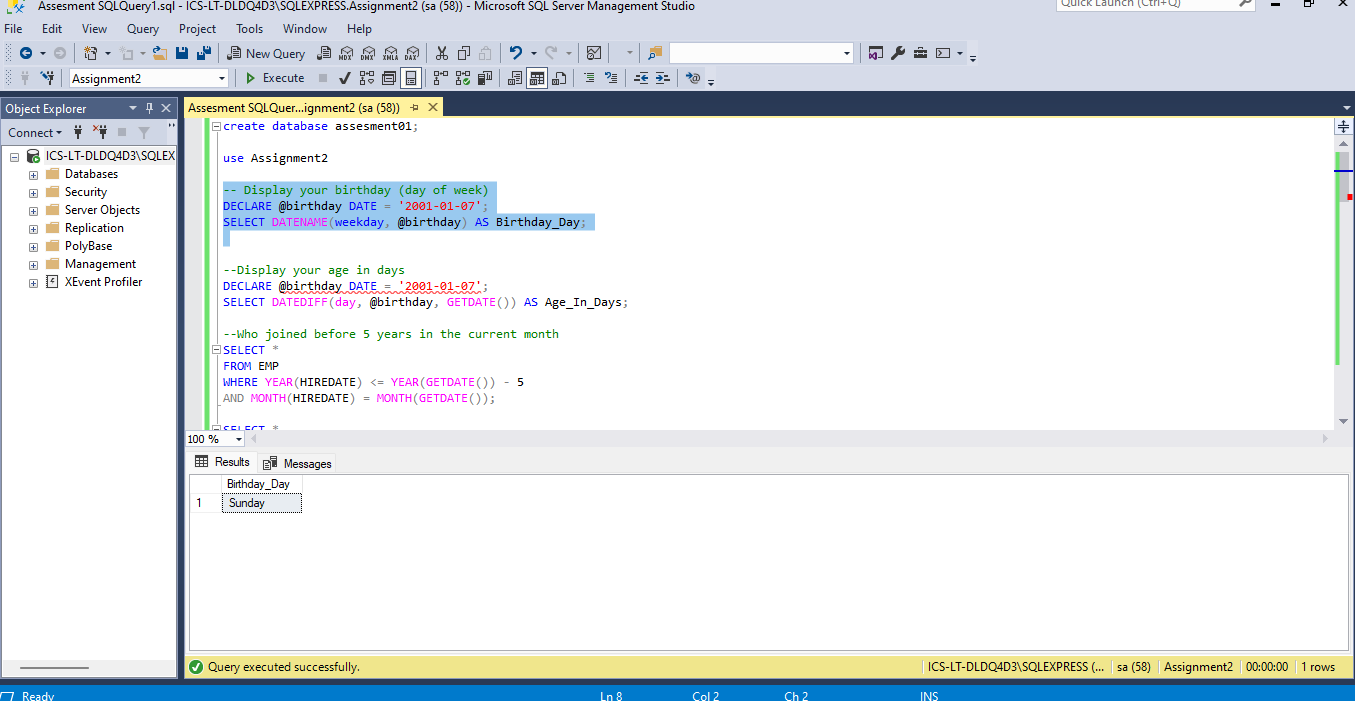 Assesment SQLQuery1.sql - ICS-LT-DLDQ4D3\SQLEXPRESS.Assignment2 (sa (58)) - Microsoft SQL Server Management Studio
Quick Launch (Ctrl+Q)
File Edit View Query Project Tools Window Help
New Query MDX DMX XMLA DAX
Assignment2 Execute
Object Explorer
Assesment SQLQuer...ignment2 (sa (58))
Connect
ICS-LT-DLDQ4D3\SQLEX
Databases
Security
Server Objects
Replication
PolyBase
Management
XEvent Profiler
create database assesment01;
use Assignment2
-- Display your birthday (day of week)
DECLARE @birthday DATE = '2001-01-07';
SELECT DATENAME(weekday, @birthday) AS Birthday_Day;
--Display your age in days
DECLARE @birthday DATE = '2001-01-07';
SELECT DATEDIFF(day, @birthday, GETDATE()) AS Age_In_Days;
--Who joined before 5 years in the current month
SELECT *
FROM EMP
WHERE YEAR(HIREDATE) <= YEAR(GETDATE()) - 5
AND MONTH(HIREDATE) = MONTH(GETDATE());
SELECT *
100 %
Results Messages
Birthday_Day
1 Sunday
Query executed successfully. ICS-LT-DLDQ4D3\SQLEXPRESS (... sa (58) Assignment2 00:00:00 1 rows
Ready Ln 8 Col 2 Ch 2 INS